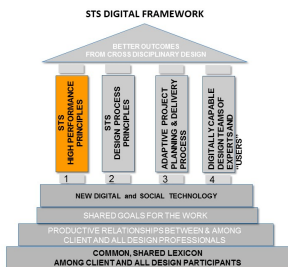 STS DIGITAL FRAMEWORK
BETTER OUTCOMES
FROM CROSS DISCIPLINARY DESIGN
STS
HIGH PERFORMANCE
PRINCIPLES
STS
DESIGN PROCESS
PRINCIPLES
ADAPTIVE PROJECT
PLANNING & DELIVERY
PROCESS
DIGITALLY CAPABLE
DESIGN TEAMS OF
EXPERTS AND
"USERS"
1
2
3
4
NEW DIGITAL and SOCIAL TECHNOLOGY
SHARED GOALS FOR THE WORK
PRODUCTIVE RELATIONSHIPS BETWEEN & AMONG
CLIENT AND ALL DESIGN PROFESSIONALS
COMMON, SHARED LEXICON
AMONG CLIENT AND ALL DESIGN PARTICIPANTS